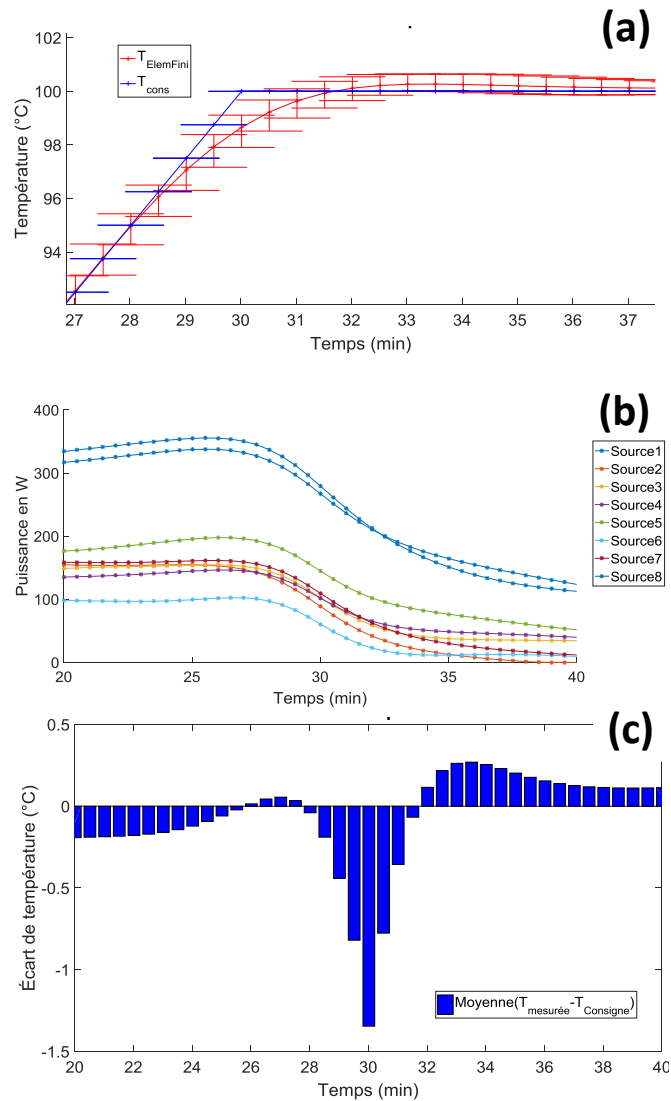 (a)
102
100
98
96
94
T_ElemFini
T_cons
Température (°C)
27 28 29 30 31 32 33 34 35 36 37
Temps (min)
(b)
400
300
200
100
0
Puissance en W
Source1
Source2
Source3
Source4
Source5
Source6
Source7
Source8
20 25 30 35 40
Temps (min)
(c)
0.5
0
-0.5
-1
-1.5
Écart de température (°C)
Moyenne(T_mesurée-T_Consigne)
20 22 24 26 28 30 32 34 36 38 40
Temps (min)